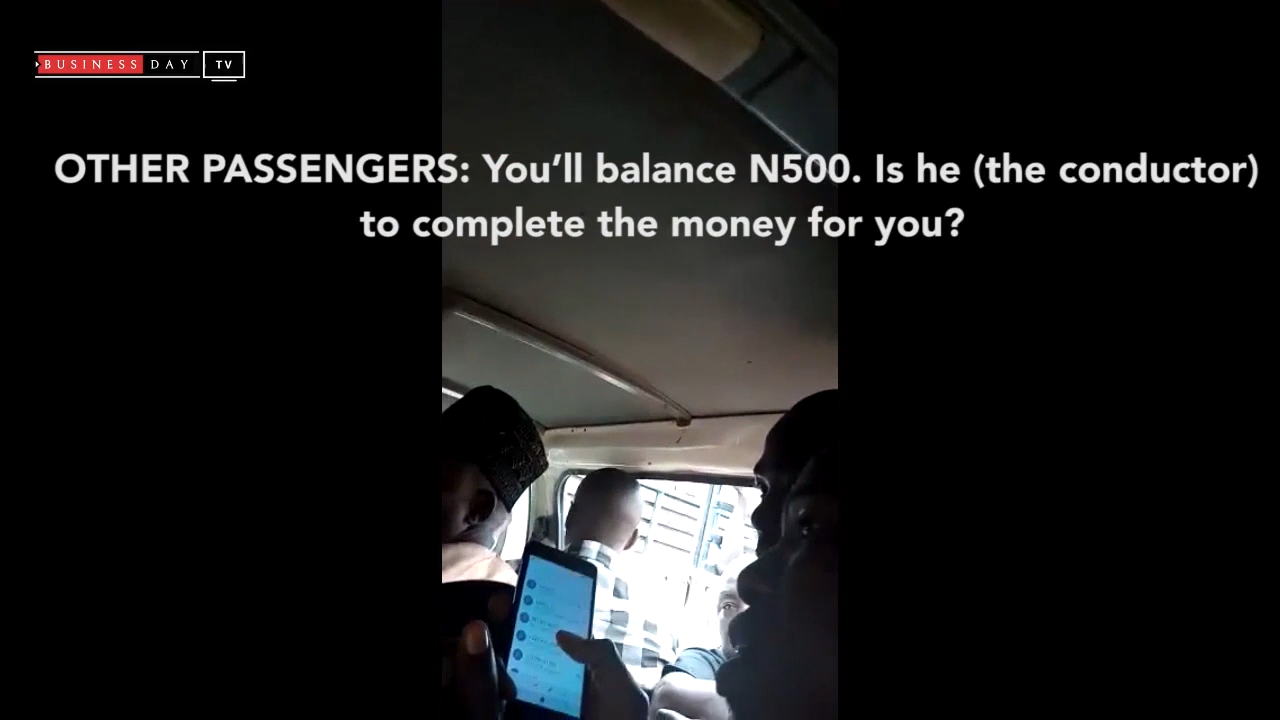 BUSINESS DAY TV
OTHER PASSENGERS: You'll balance N500. Is he (the conductor)
to complete the money for you?